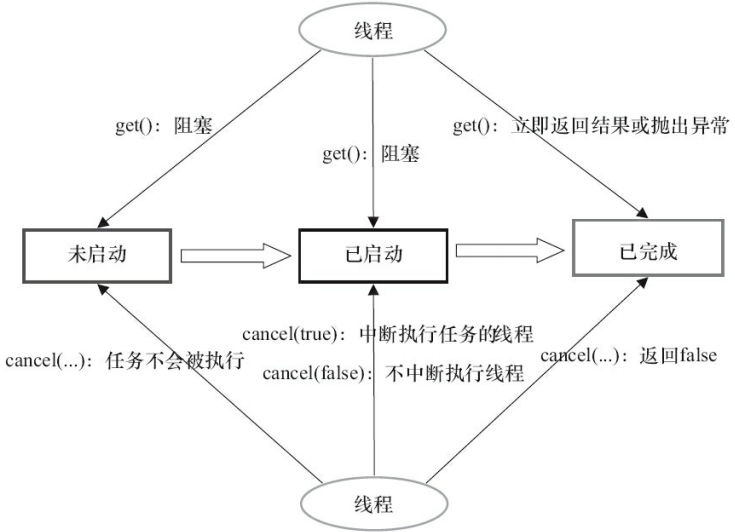 线程
get()：阻塞
get()：立即返回结果或抛出异常
get()：阻塞
未启动
已启动
已完成
cancel(true)：中断执行任务的线程
cancel(...)：任务不会被执行
cancel(...)：返回false
cancel(false)：不中断执行线程
线程